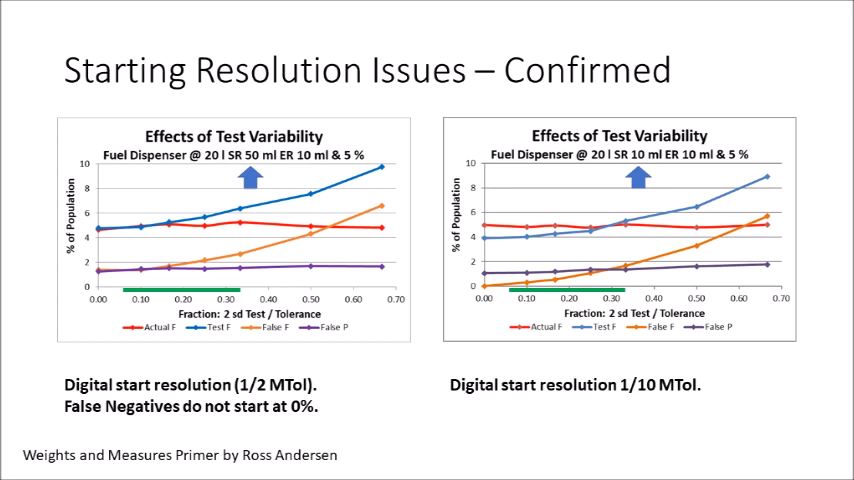 Starting Resolution Issues – Confirmed
Effects of Test Variability
Fuel Dispenser @ 20 l SR 50 ml ER 10 ml & 5 %
% of Population
10
8
6
4
2
0
0.00 0.10 0.20 0.30 0.40 0.50 0.60 0.70
Fraction: 2 sd Test / Tolerance
Actual F Test F False F False P
Effects of Test Variability
Fuel Dispenser @ 20 l SR 10 ml ER 10 ml & 5 %
% of Population
10
8
6
4
2
0
0.00 0.10 0.20 0.30 0.40 0.50 0.60 0.70
Fraction: 2 sd Test / Tolerance
Actual F Test F False F False P
Digital start resolution (1/2 MTol).
False Negatives do not start at 0%.
Digital start resolution 1/10 MTol.
Weights and Measures Primer by Ross Andersen